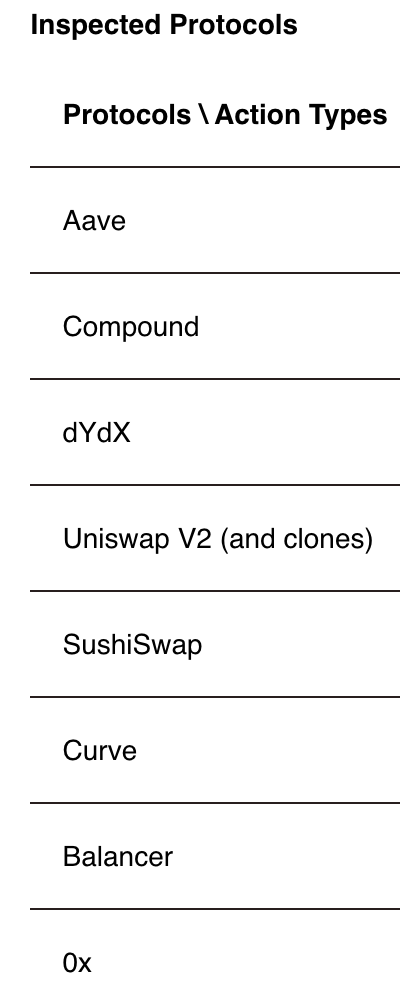 Inspected Protocols
Protocols \ Action Types
Aave
Compound
dYdX
Uniswap V2 (and clones)
SushiSwap
Curve
Balancer
0x